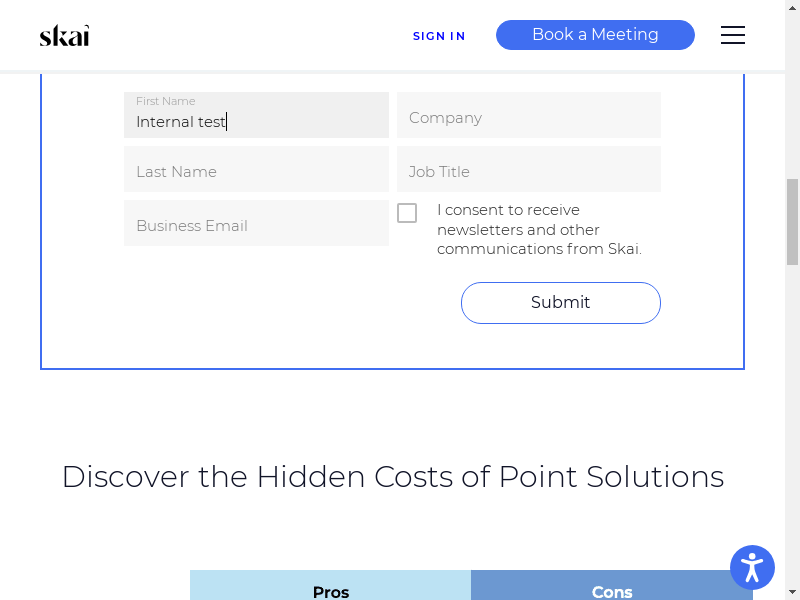 skai
SIGN IN
Book a Meeting
First Name
Internal test
Company
Last Name
Job Title
Business Email
I consent to receive
newsletters and other
communications from Skai.
Submit
Discover the Hidden Costs of Point Solutions
Pros
Cons